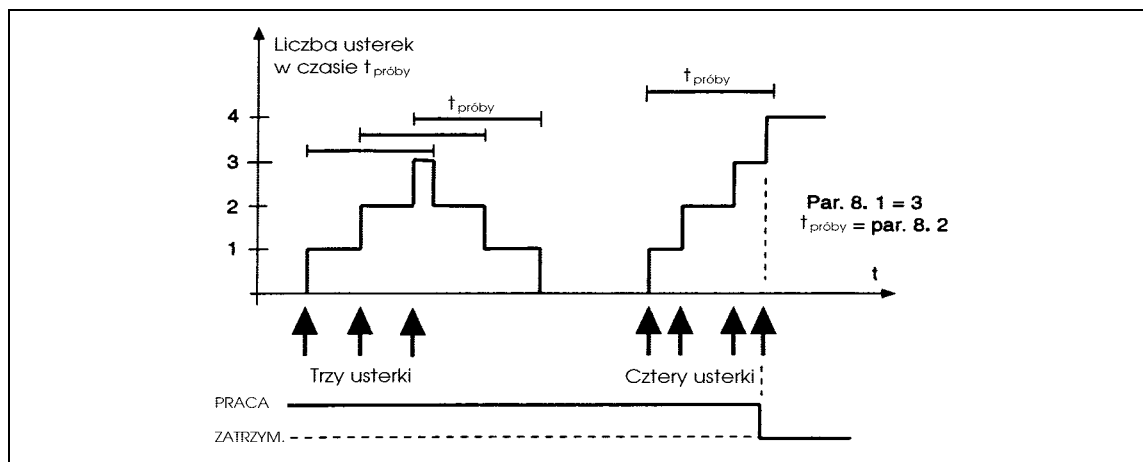 Liczba usterek
w czasie t próby
t próby
t próby
4
3
2
1
Par. 8. 1 = 3
t próby = par. 8. 2
t
Trzy usterki
Cztery usterki
PRACA
ZATRZYM.